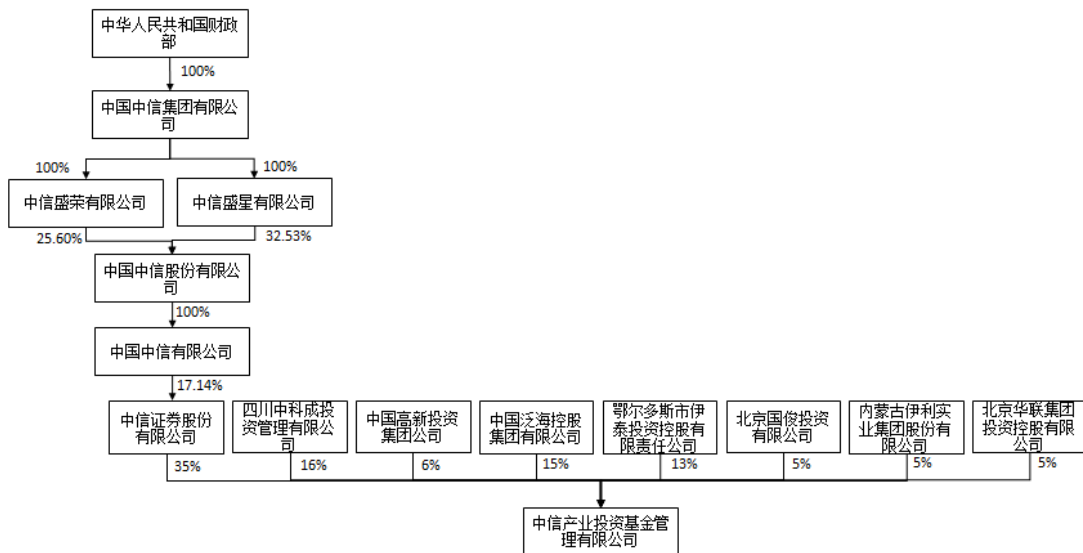 中华人民共和国财政
部
100%
中国中信集团有限公
司
100%
100%
中信盛荣有限公司
中信盛星有限公司
25.60%
32.53%
中国中信股份有限公
司
100%
中国中信有限公司
17.14%
中信证券股份
有限公司
四川中科成投
资管理有限公
司
中国高新投资
集团公司
中国泛海控股
集团有限公司
鄂尔多斯市伊
泰投资控股有
限责任公司
北京国俊投资
有限公司
内蒙古伊利实
业集团股份有
限公司
北京华联集团
投资控股有限
公司
35%
16%
6%
15%
13%
5%
5%
5%
中信产业投资基金管
理有限公司